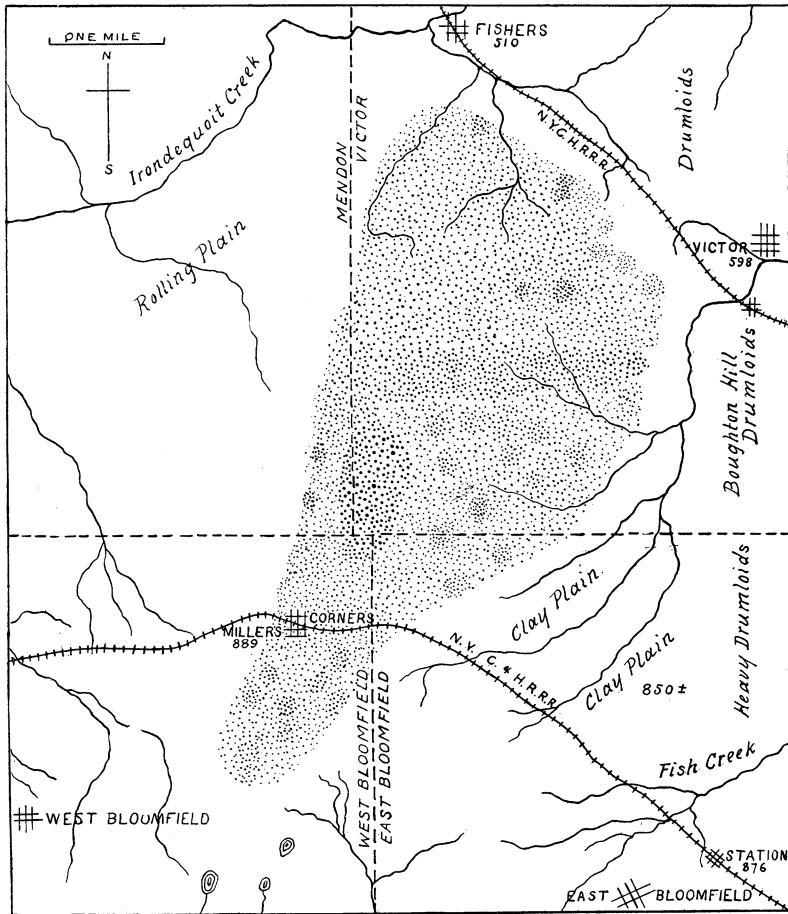 ONE MILE
N
S
FISHERS
510
Irondequoit Creek
MENDON
VICTOR
N.Y.C. H.R.R.R.
Drumloids
VICTOR
598
Rolling Plain
Boughton Hill
Drumloids
CORNERS
MILLERS
889
Clay Plain
N.Y. C. & H.R.R.R.
Clay Plain
850±
Heavy Drumloids
WEST BLOOMFIELD
EAST BLOOMFIELD
Fish Creek
WEST BLOOMFIELD
STATION
876
EAST BLOOMFIELD